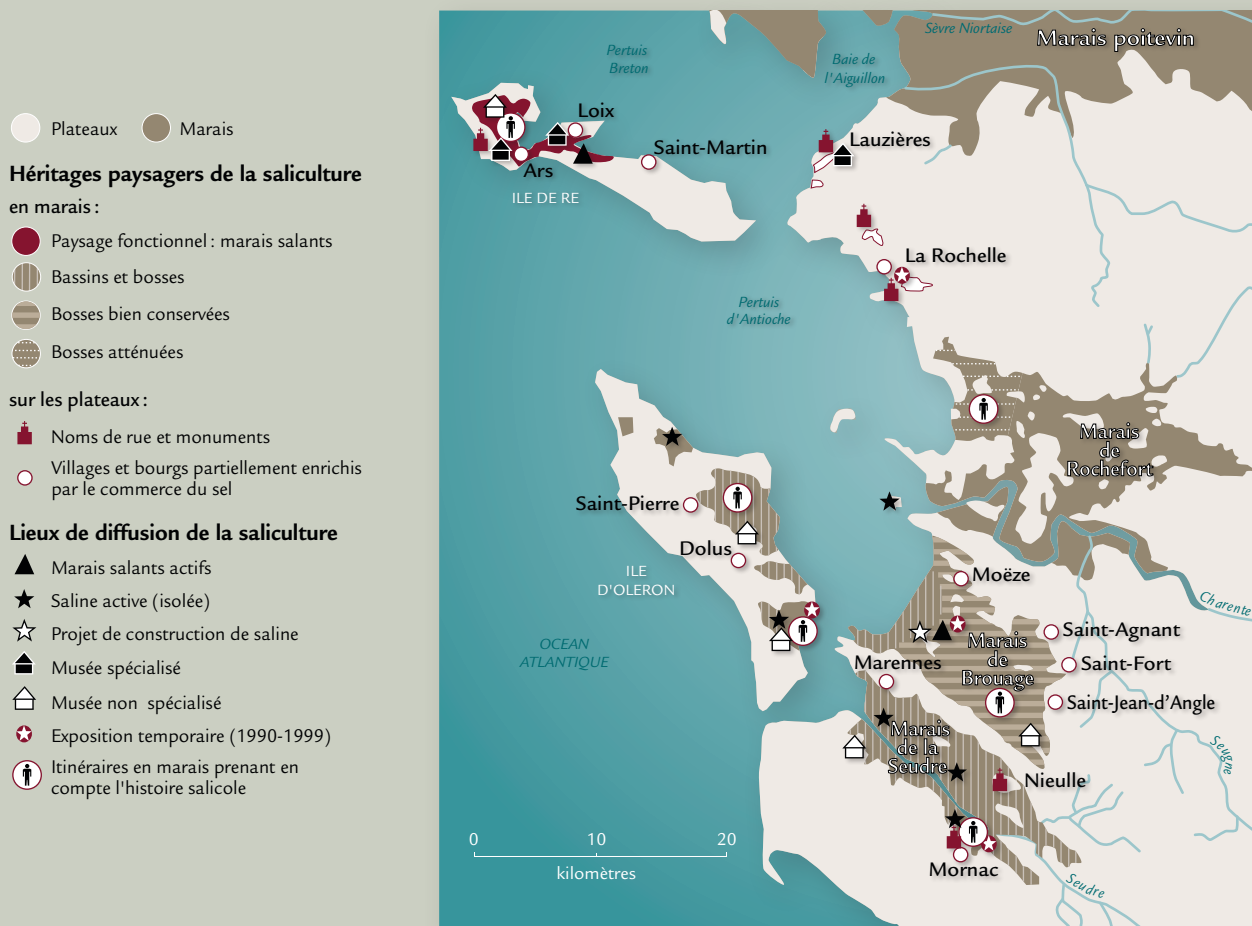 Plateaux
Marais
Héritages paysagers de la saliculture
en marais :
Paysage fonctionnel : marais salants
Bassins et bosses
Bosses bien conservées
Bosses atténuées
sur les plateaux :
Noms de rue et monuments
Villages et bourgs partiellement enrichis
par le commerce du sel
Lieux de diffusion de la saliculture
Marais salants actifs
Saline active (isolée)
Projet de construction de saline
Musée spécialisé
Musée non spécialisé
Exposition temporaire (1990-1999)
Itinéraires en marais prenant en
compte l'histoire salicole
Sèvre Niortaise
Marais poitevin
Pertuis
Breton
Baie de
l'Aiguillon
Loix
Saint-Martin
Lauzières
Ars
ILE DE RE
La Rochelle
Pertuis
d'Antioche
Marais
de
Rochefort
Saint-Pierre
Dolus
ILE
D'OLERON
Moëze
Charente
OCEAN
ATLANTIQUE
Marais
de
Brouage
Saint-Agnant
Marennes
Saint-Fort
Saint-Jean-d'Angle
Marais
de la
Seudre
Seugne
Nieulle
0 10 20
kilomètres
Mornac
Seudre